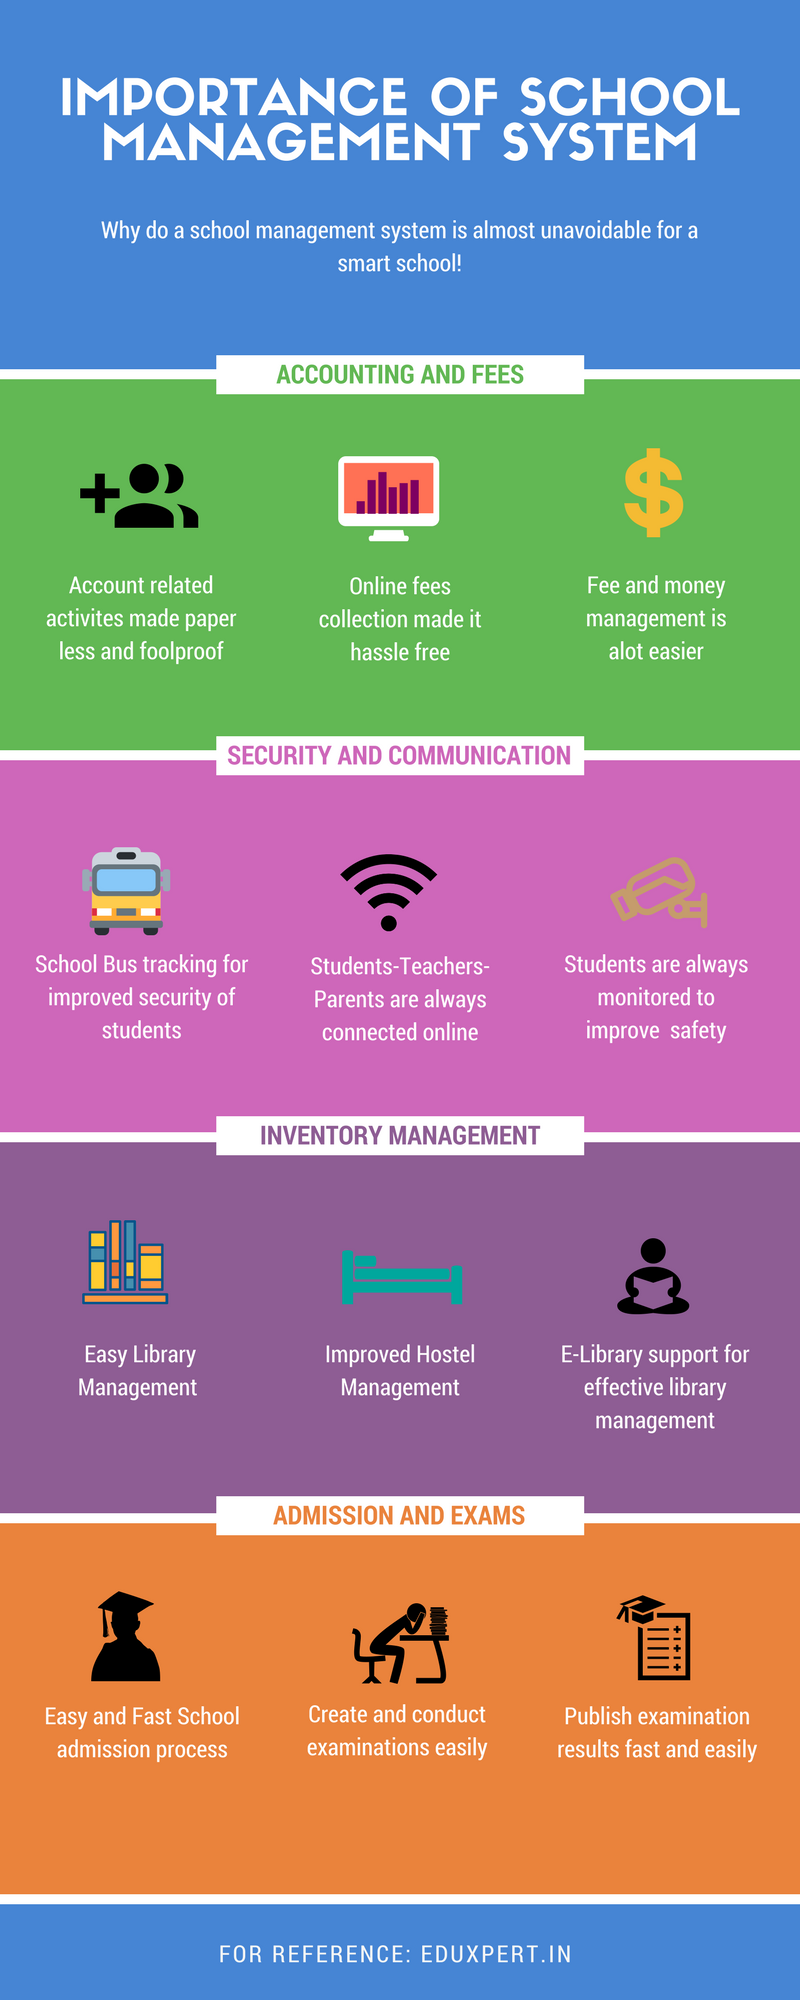 IMPORTANCE OF SCHOOL
MANAGEMENT SYSTEM
Why do a school management system is almost unavoidable for a
smart school!
ACCOUNTING AND FEES
Account related
activites made paper
less and foolproof
Online fees
collection made it
hassle free
Fee and money
management is
alot easier
SECURITY AND COMMUNICATION
School Bus tracking for
improved security of
students
Students-Teachers-
Parents are always
connected online
Students are always
monitored to
improve  safety
INVENTORY MANAGEMENT
Easy Library
Management
Improved Hostel
Management
E-Library support for
effective library
management
ADMISSION AND EXAMS
Easy and Fast School
admission process
Create and conduct
examinations easily
Publish examination
results fast and easily
FOR REFERENCE: EDUXPERT.IN